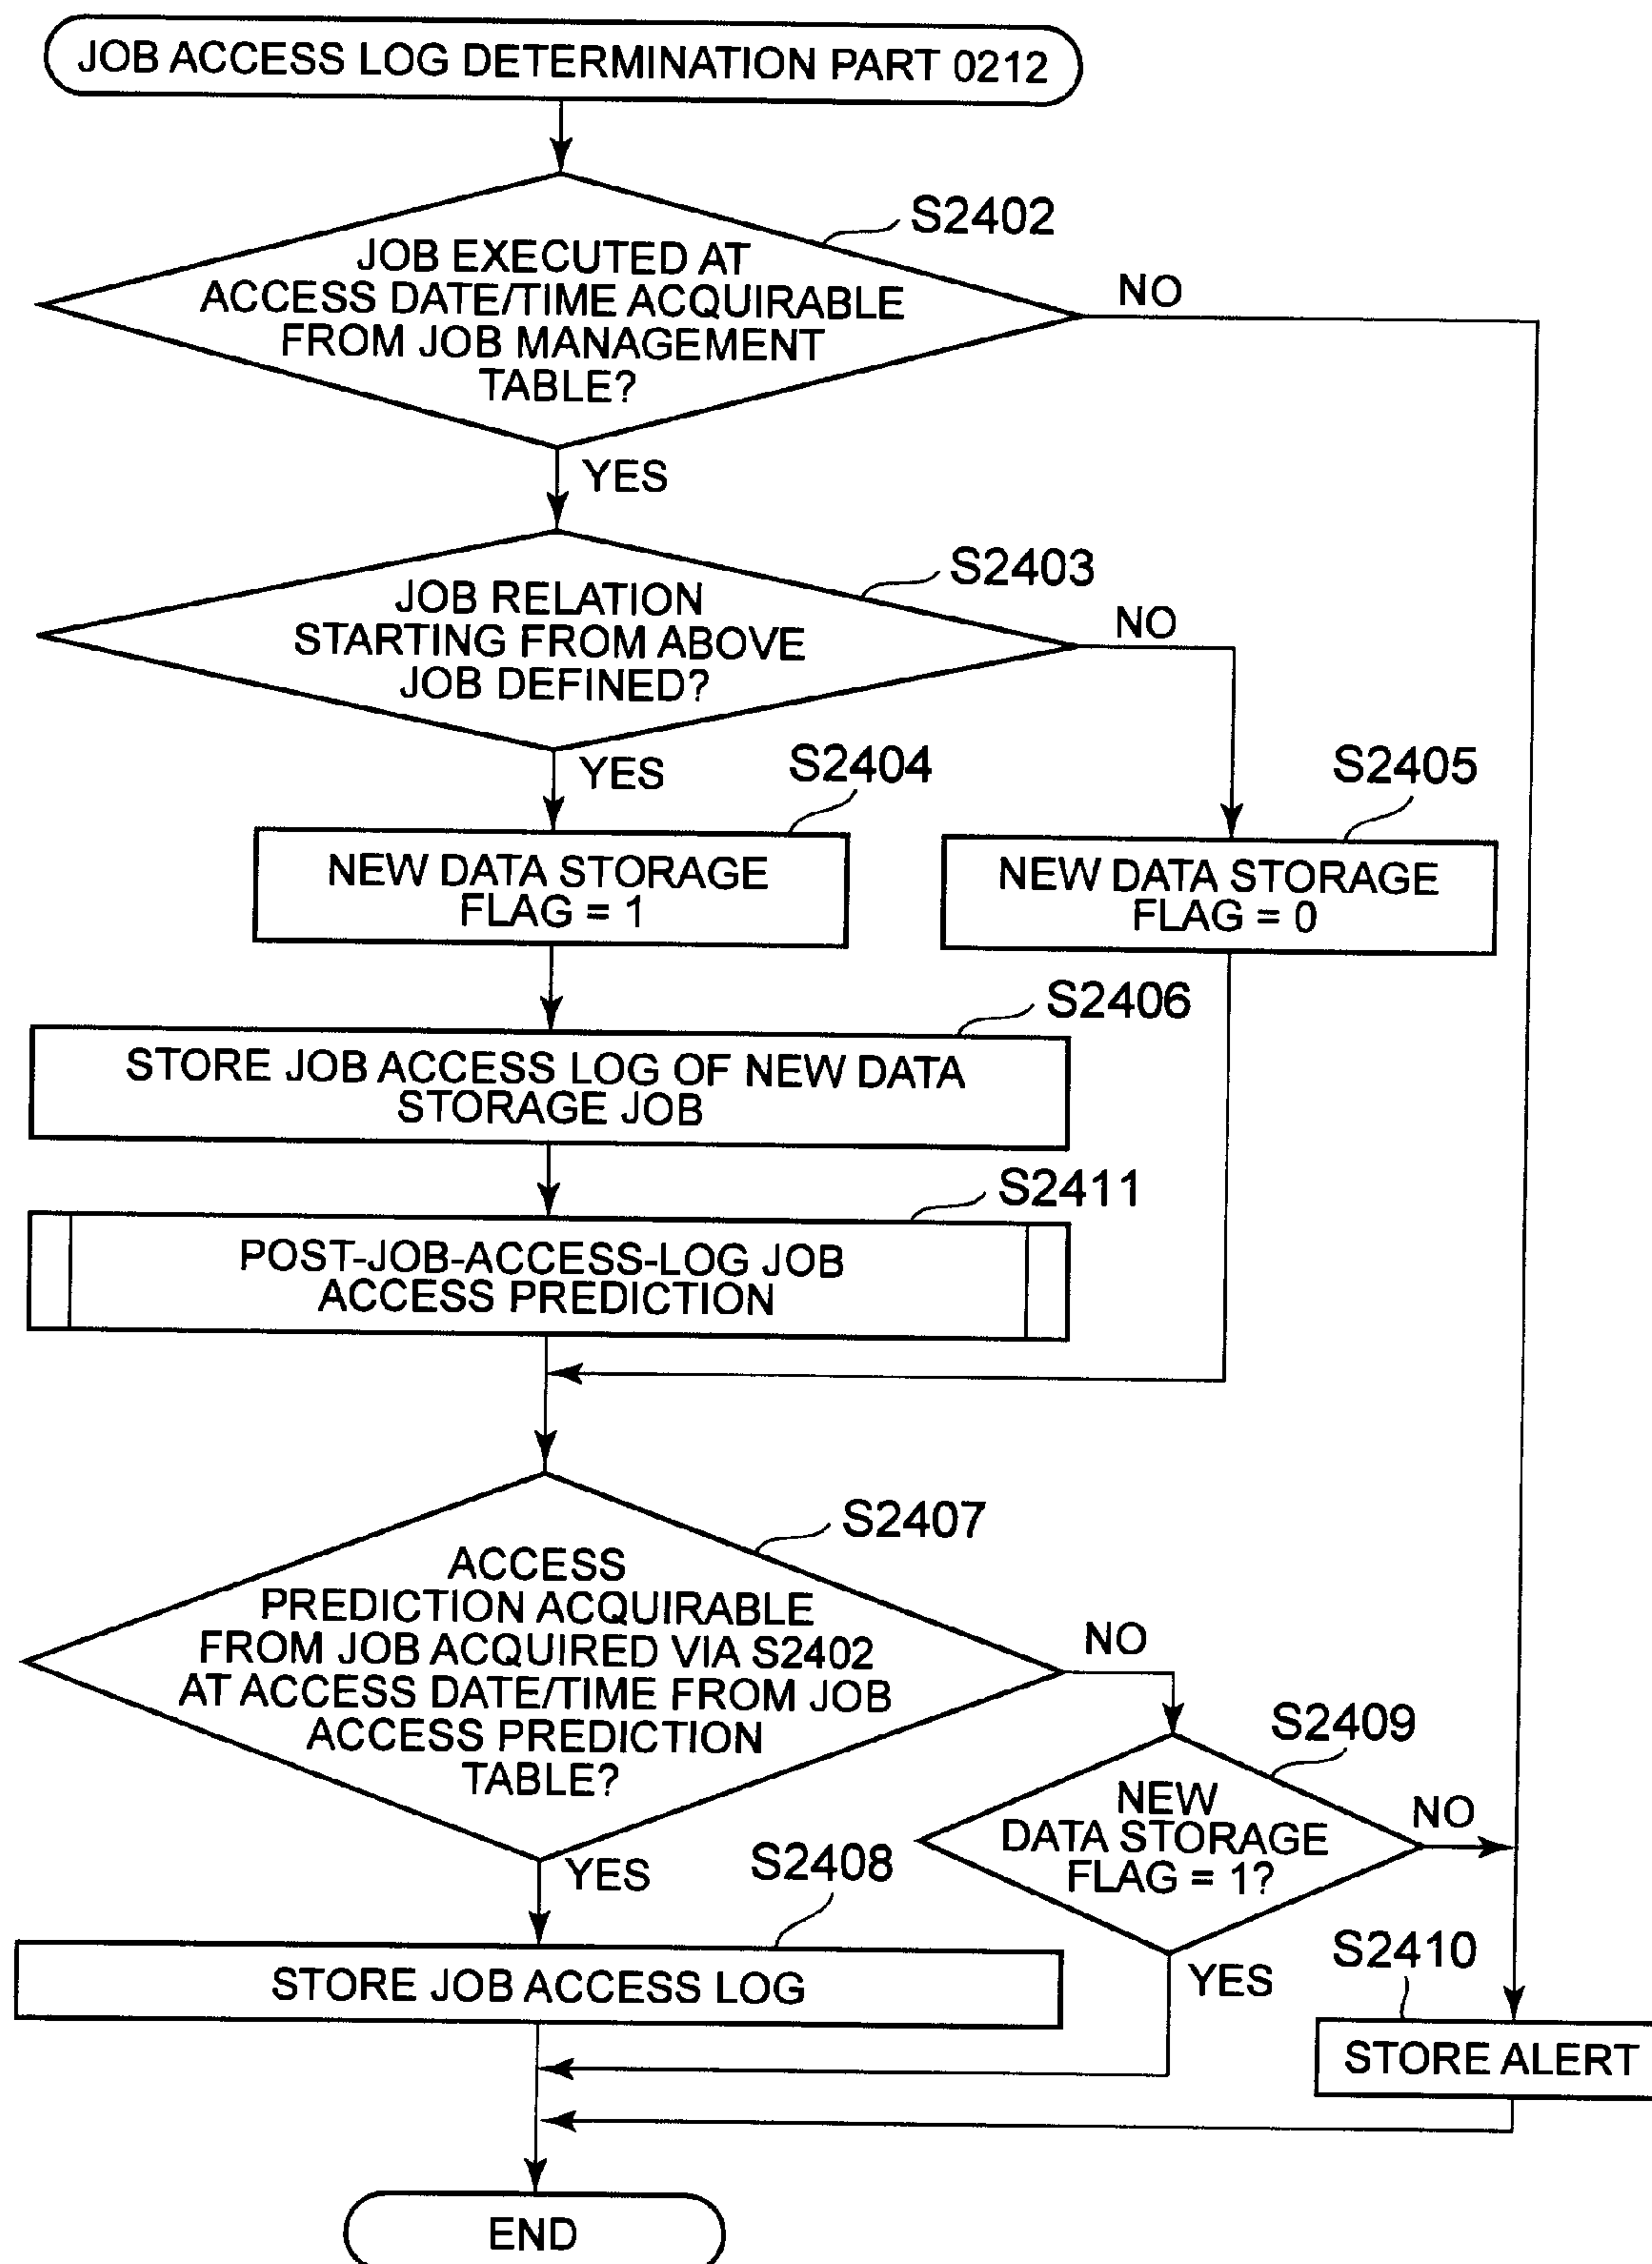 JOB ACCESS LOG DETERMINATION PART 0212
S2402
JOB EXECUTED AT
ACCESS DATE/TIME ACQUIRABLE
FROM JOB MANAGEMENT
TABLE?
NO
YES
S2403
JOB RELATION
STARTING FROM ABOVE
JOB DEFINED?
NO
YES
S2404
NEW DATA STORAGE
FLAG = 1
S2405
NEW DATA STORAGE
FLAG = 0
S2406
STORE JOB ACCESS LOG OF NEW DATA
STORAGE JOB
S2411
POST-JOB-ACCESS-LOG JOB
ACCESS PREDICTION
S2407
ACCESS
PREDICTION ACQUIRABLE
FROM JOB ACQUIRED VIA S2402
AT ACCESS DATE/TIME FROM JOB
ACCESS PREDICTION
TABLE?
NO
YES
S2409
NEW
DATA STORAGE
FLAG = 1?
NO
YES
S2408
STORE JOB ACCESS LOG
S2410
STORE ALERT
END